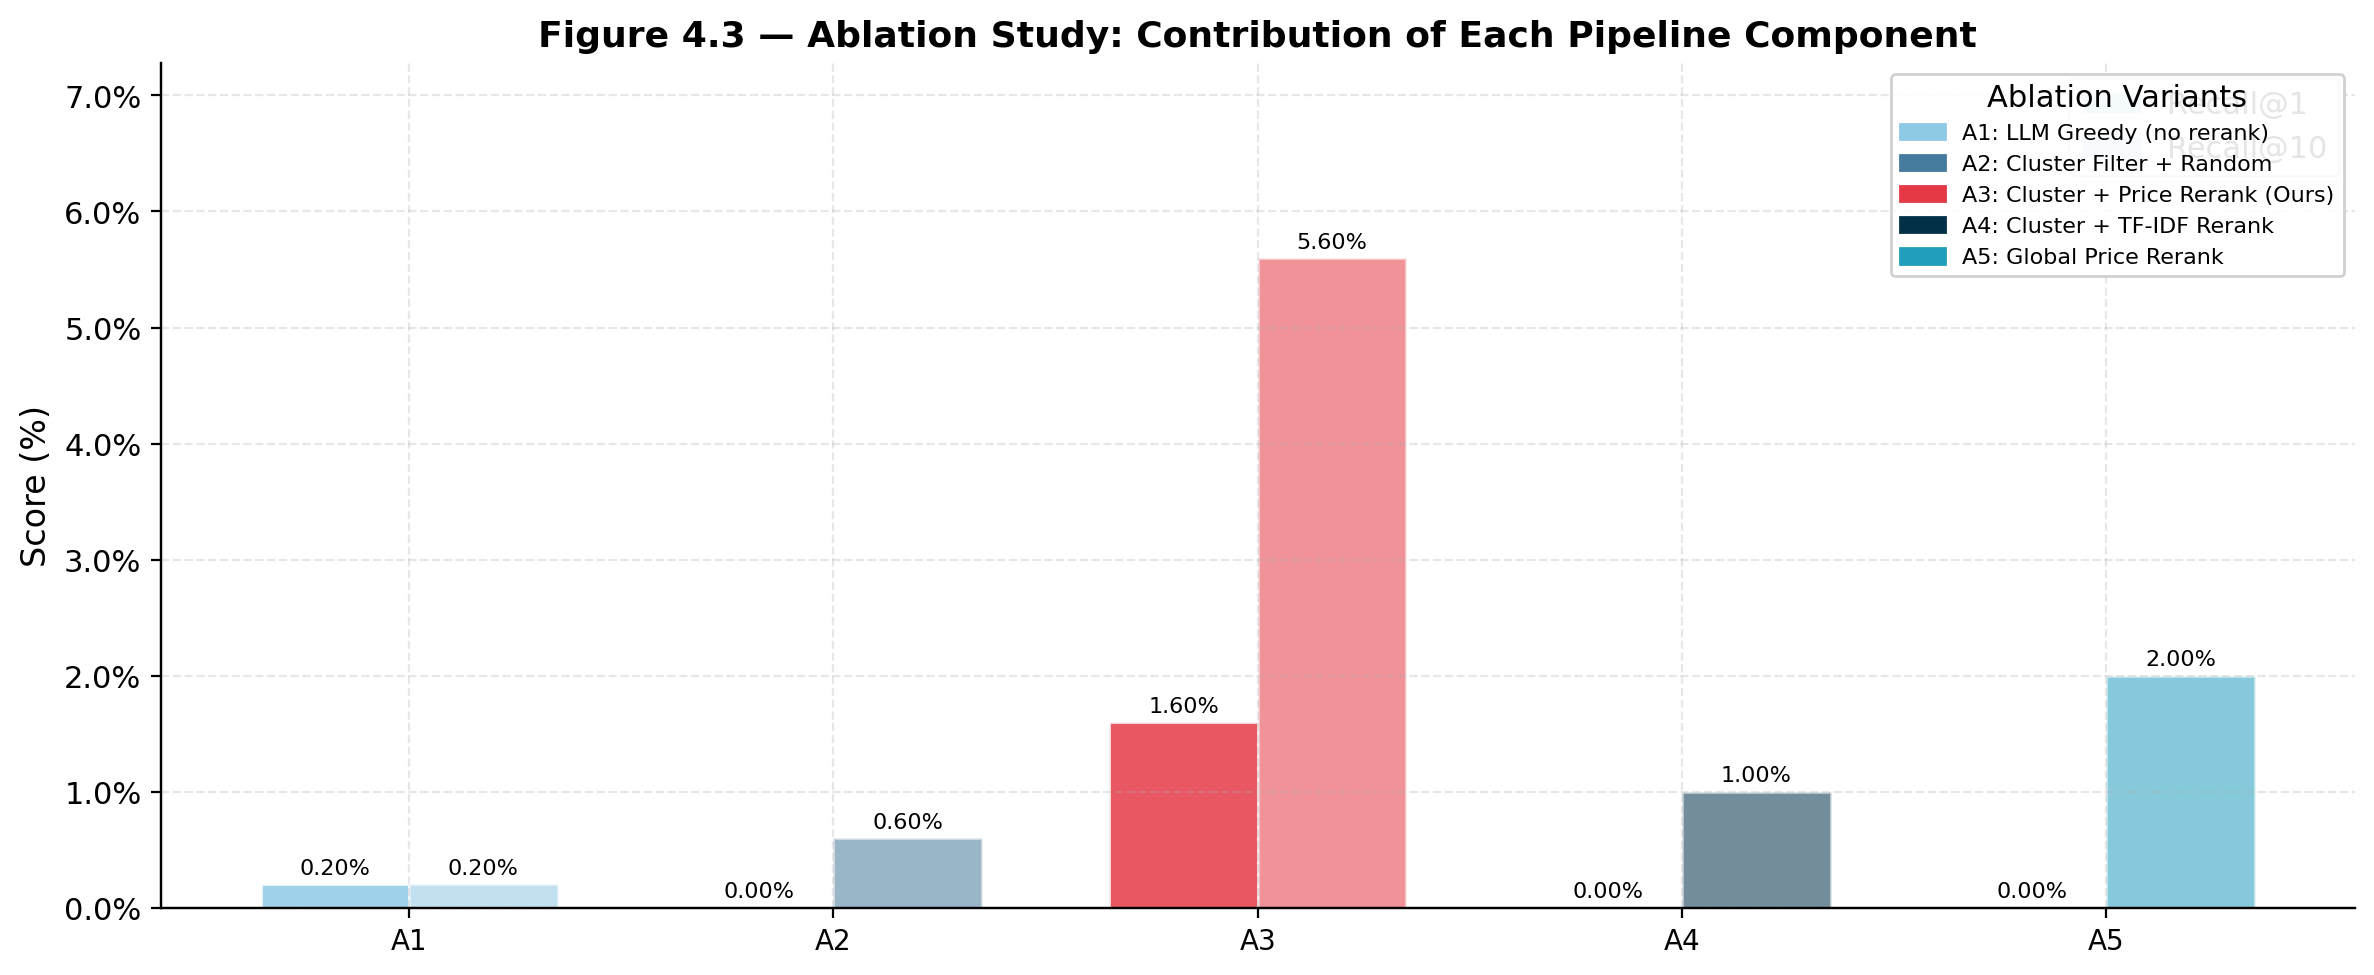 Figure 4.3 — Ablation Study: Contribution of Each Pipeline Component
Score (%)
7.0%
6.0%
5.0%
4.0%
3.0%
2.0%
1.0%
0.0%
Ablation Variants
Recall@1
A1: LLM Greedy (no rerank)
Recall@10
A2: Cluster Filter + Random
A3: Cluster + Price Rerank (Ours)
A4: Cluster + TF-IDF Rerank
A5: Global Price Rerank
0.20%
0.20%
0.00%
0.60%
1.60%
5.60%
0.00%
1.00%
0.00%
2.00%
A1
A2
A3
A4
A5